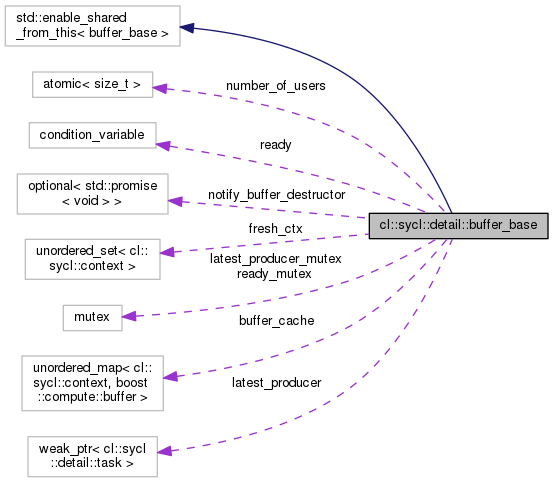 std::enable_shared
_from_this< buffer_base >
atomic< size_t >
number_of_users
condition_variable
ready
optional< std::promise
< void > >
notify_buffer_destructor
cl::sycl::detail::buffer_base
fresh_ctx
unordered_set< cl::
sycl::context >
latest_producer_mutex
ready_mutex
mutex
buffer_cache
unordered_map< cl::
sycl::context, boost
::compute::buffer >
latest_producer
weak_ptr< cl::sycl
::detail::task >